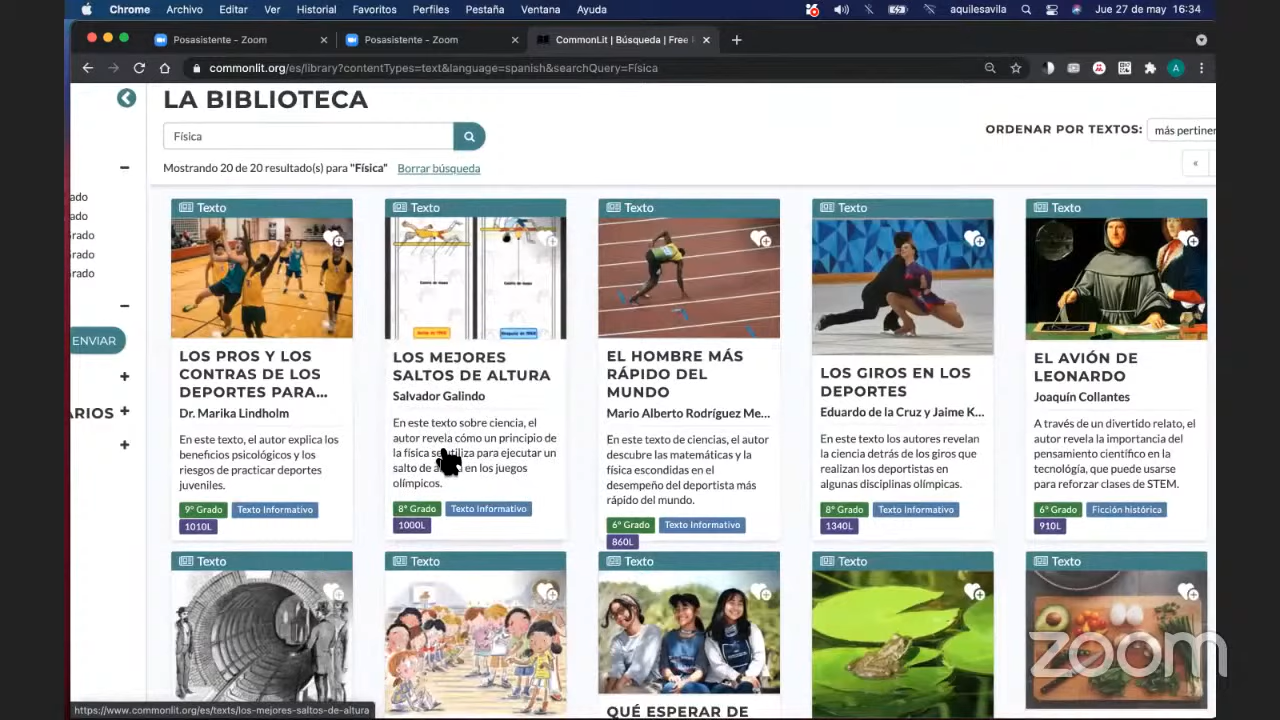 Chrome Archivo Editar Ver Historial Favoritos Perfiles Pestaña Ventana Ayuda aquilesavila Jue 27 de may 16:34
Posasistente - Zoom Posasistente - Zoom CommonLit | Búsqueda | Free
commonlit.org/es/library?contentTypes=text&language=spanish&searchQuery=Física
LA BIBLIOTECA
Física
ORDENAR POR TEXTOS: más pertiner
Mostrando 20 de 20 resultado(s) para "Física" Borrar búsqueda
«
ado
ado
rado
rado
rado
ENVIAR
ARIOS
Texto
LOS PROS Y LOS
CONTRAS DE LOS
DEPORTES PARA...
Dr. Marika Lindholm
En este texto, el autor explica los
beneficios psicológicos y los
riesgos de practicar deportes
juveniles.
9º Grado Texto Informativo
1010L
Texto
LOS MEJORES
SALTOS DE ALTURA
Salvador Galindo
En este texto sobre ciencia, el
autor revela cómo un principio de
la física se utiliza para ejecutar un
salto de en los juegos
olímpicos.
8º Grado Texto Informativo
1000L
Texto
EL HOMBRE MÁS
RÁPIDO DEL
MUNDO
Mario Alberto Rodríguez Me...
En este texto de ciencias, el autor
descubre las matemáticas y la
física escondidas en el
desempeño del deportista más
rápido del mundo.
6º Grado Texto Informativo
860L
Texto
LOS GIROS EN LOS
DEPORTES
Eduardo de la Cruz y Jaime K...
En este texto los autores revelan
la ciencia detrás de los giros que
realizan los deportistas en
algunas disciplinas olímpicas.
8º Grado Texto Informativo
1340L
Texto
EL AVIÓN DE
LEONARDO
Joaquín Collantes
A través de un divertido relato, el
autor revela la importancia del
pensamiento científico en la
tecnología, que puede usarse
para reforzar clases de STEM.
6º Grado Ficción histórica
910L
Texto
Texto
Texto
QUÉ ESPERAR DE
Texto
Texto
zoom
https://www.commonlit.org/es/texts/los-mejores-saltos-de-altura